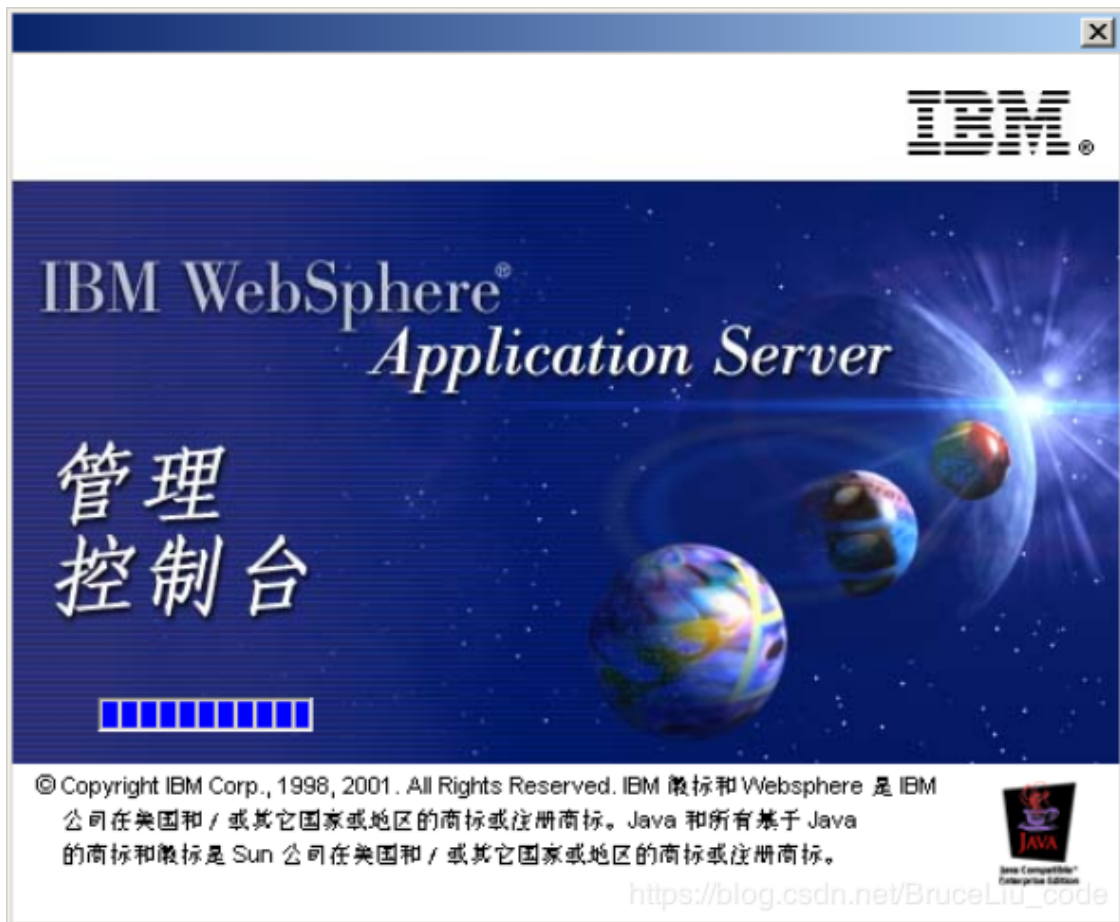 IBM®
IBM WebSphere®
Application Server
管理
控制台
© Copyright IBM Corp., 1998, 2001. All Rights Reserved. IBM 徽标和 Websphere 是 IBM
公司在美国和 / 或其它国家或地区的商标或注册商标。Java 和所有基于 Java
的商标和徽标是 Sun 公司在美国和 / 或其它国家或地区的商标或注册商标。
JAVA
Java Compatible™
Enterprise Edition
https://blog.csdn.net/BruceLiu_code